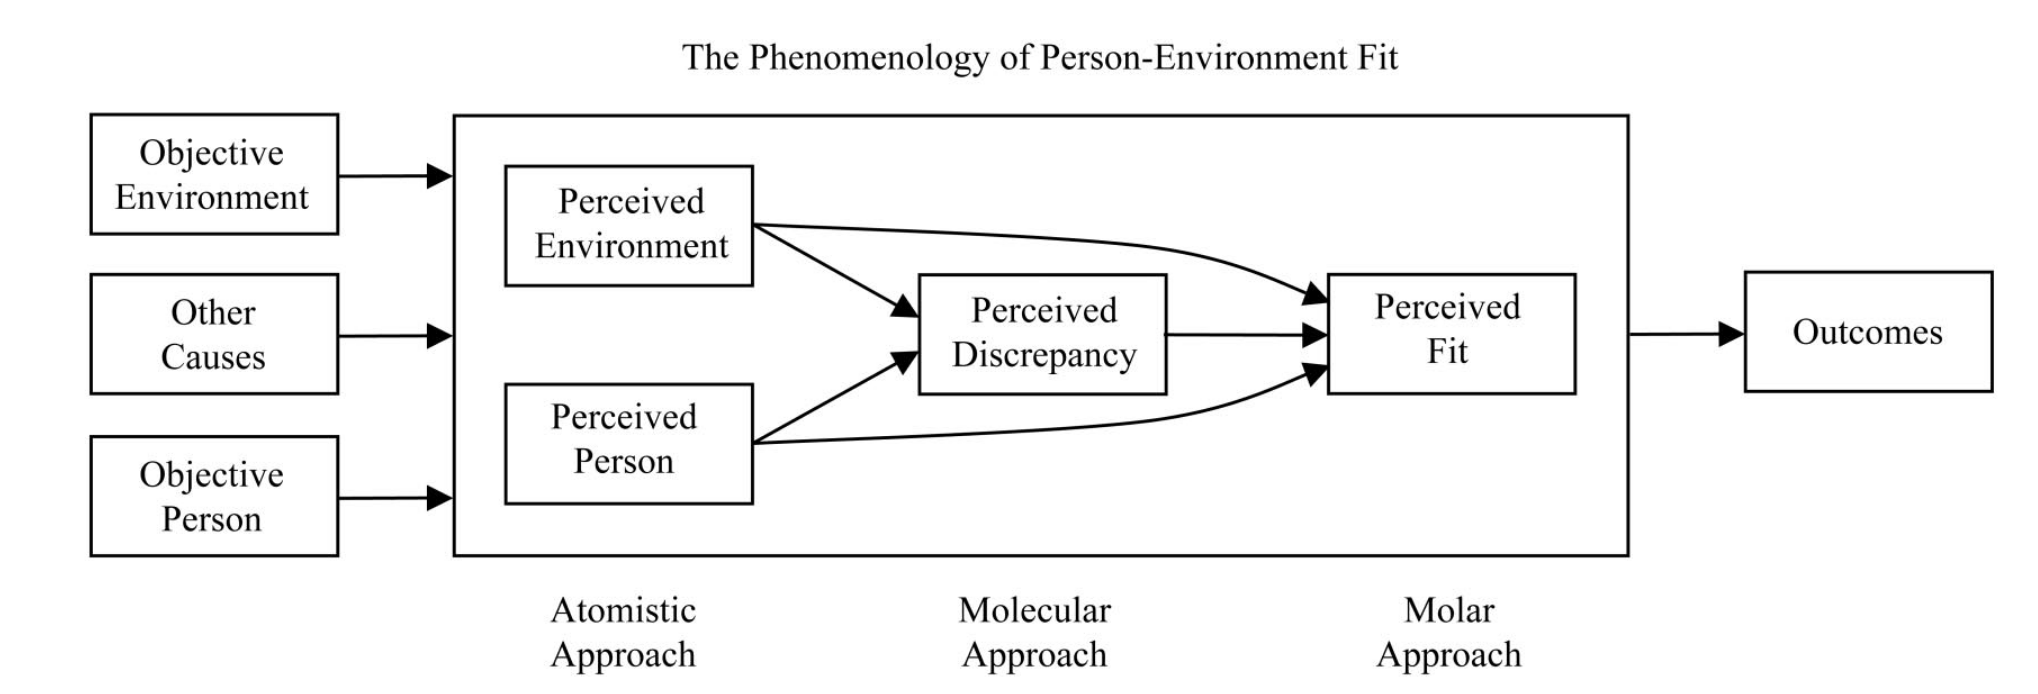 The Phenomenology of Person-Environment Fit
Objective
Environment
Other
Causes
Objective
Person
Perceived
Environment
Perceived
Person
Perceived
Discrepancy
Perceived
Fit
Outcomes
Atomistic
Approach
Molecular
Approach
Molar
Approach